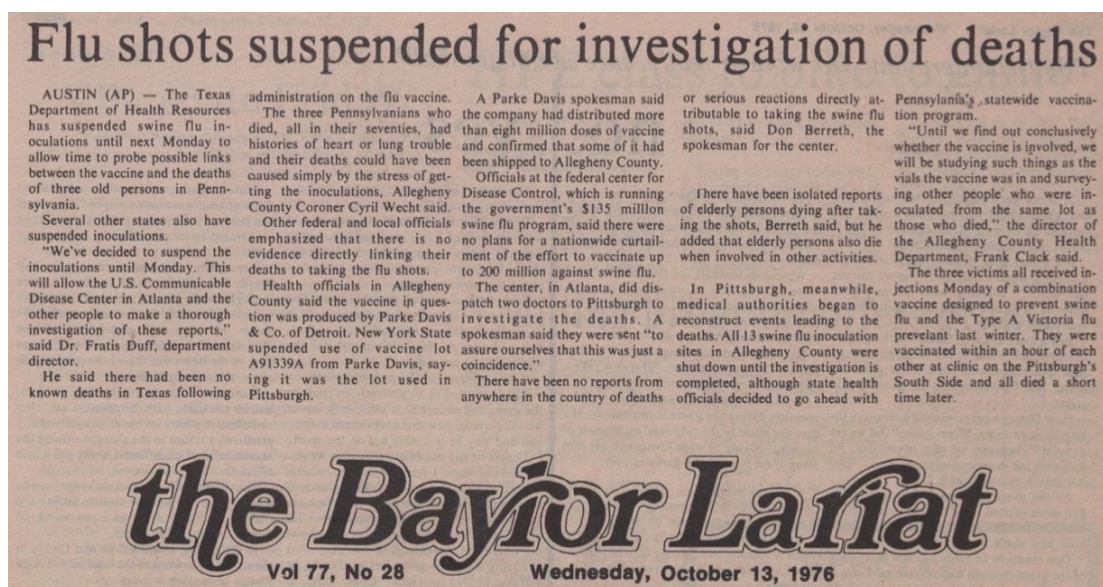 Flu shots suspended for investigation of deaths
AUSTIN (AP) — The Texas
Department of Health Resources
has suspended swine flu in-
oculations until next Monday to
allow time to probe possible links
between the vaccine and the deaths
of three old persons in Penn-
sylvania.
Several other states also have
suspended inoculations.
"We've decided to suspend the
inoculations until Monday. This
will allow the U.S. Communicable
Disease Center in Atlanta and the
other people to make a thorough
investigation of these reports,"
said Dr. Fratis Duff, department
director.
He said there had been no
known deaths in Texas following
administration on the flu vaccine.
The three Pennsylvanians who
died, all in their seventies, had
histories of heart or lung trouble
and their deaths could have been
caused simply by the stress of get-
ting the inoculations, Allegheny
County Coroner Cyril Wecht said.
Other federal and local officials
emphasized that there is no
evidence directly linking their
deaths to taking the flu shots.
Health officials in Allegheny
County said the vaccine in ques-
tion was produced by Parke Davis
& Co. of Detroit. New York State
supended use of vaccine lot
A91339A from Parke Davis, say-
ing it was the lot used in
Pittsburgh.
A Parke Davis spokesman said
the company had distributed more
than eight million doses of vaccine
and confirmed that some of it had
been shipped to Allegheny County.
Officials at the federal center for
Disease Control, which is running
the government's $135 million
swine flu program, said there were
no plans for a nationwide curtail-
ment of the effort to vaccinate up
to 200 million against swine flu.
The center, in Atlanta, did dis-
patch two doctors to Pittsburgh to
investigate the deaths. A
spokesman said they were sent "to
assure ourselves that this was just a
coincidence."
There have been no reports from
anywhere in the country of deaths
or serious reactions directly at-
tributable to taking the swine flu
shots, said Don Berreth, the
spokesman for the center.
There have been isolated reports
of elderly persons dying after tak-
ing the shots, Berreth said, but he
added that elderly persons also die
when involved in other activities.
In Pittsburgh, meanwhile,
medical authorities began to
reconstruct events leading to the
deaths. All 13 swine flu inoculation
sites in Allegheny County were
shut down until the investigation is
completed, although state health
officials decided to go ahead with
Pennsylania's statewide vaccina-
tion program.
"Until we find out conclusively
whether the vaccine is involved, we
will be studying such things as the
vials the vaccine was in and survey-
ing other people who were in-
oculated from the same lot as
those who died," the director of
the Allegheny County Health
Department, Frank Clack said.
The three victims all received in-
jections Monday of a combination
vaccine designed to prevent swine
flu and the Type A Victoria flu
prevelant last winter. They were
vaccinated within an hour of each
other at clinic on the Pittsburgh's
South Side and all died a short
time later.
the Baylor Lariat
Vol 77, No 28 Wednesday, October 13, 1976